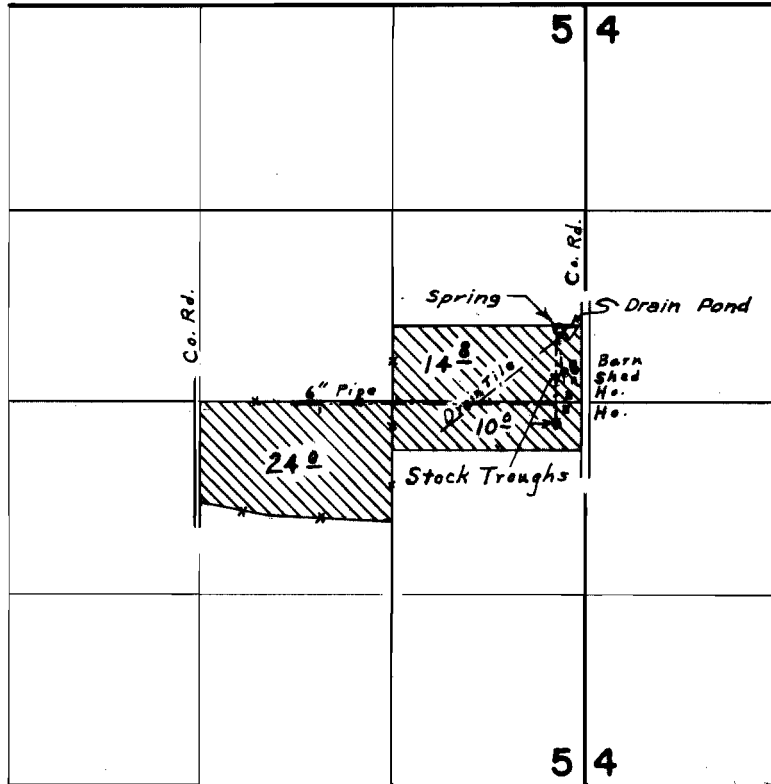 5 4
Co. Rd.
Co. Rd.
Spring
Drain Pond
14 8
Barn
Shed
Ho.
6" Pipe
Drain Tile
10 0
Ho.
24 0
Stock Troughs
5 4